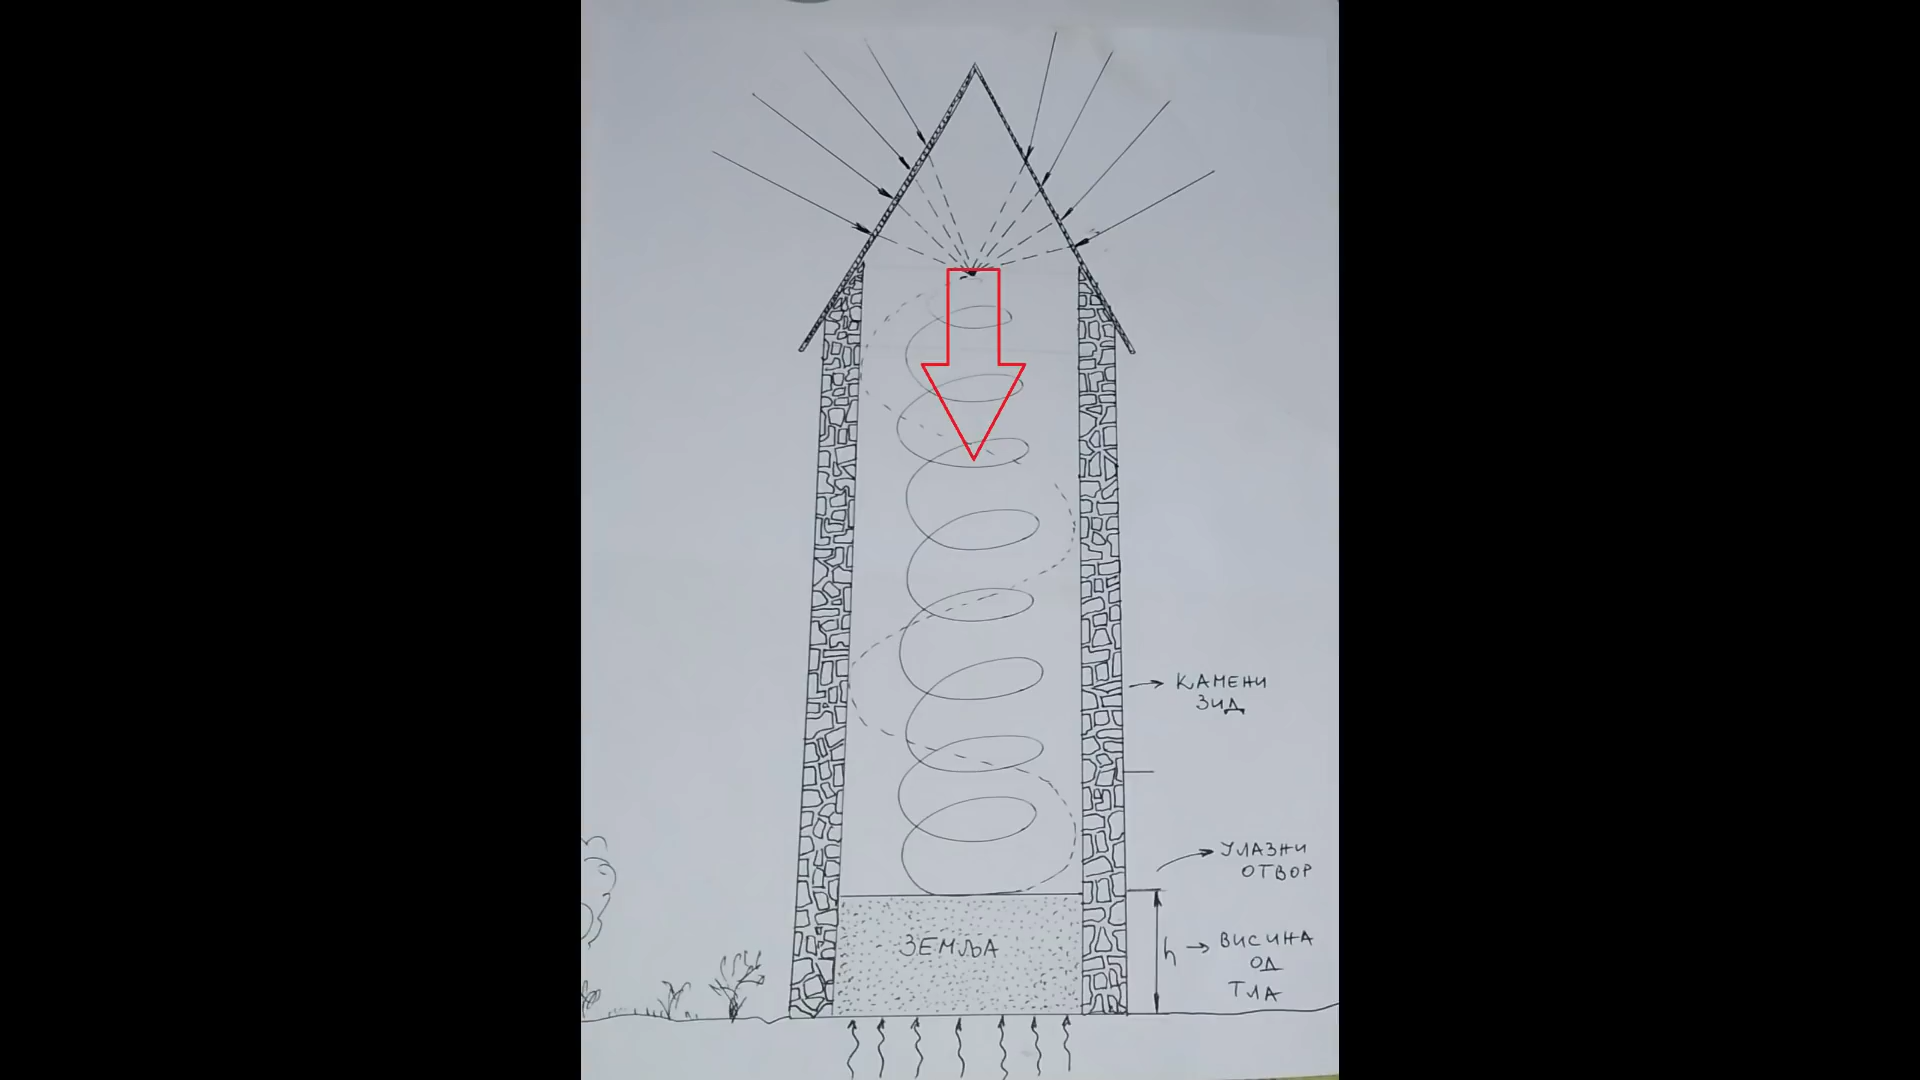 КАМЕНИ
ЗИД
УЛАЗНИ
ОТВОР
h → ВИСИНА
ОД
ТЛА
ЗЕМЉА